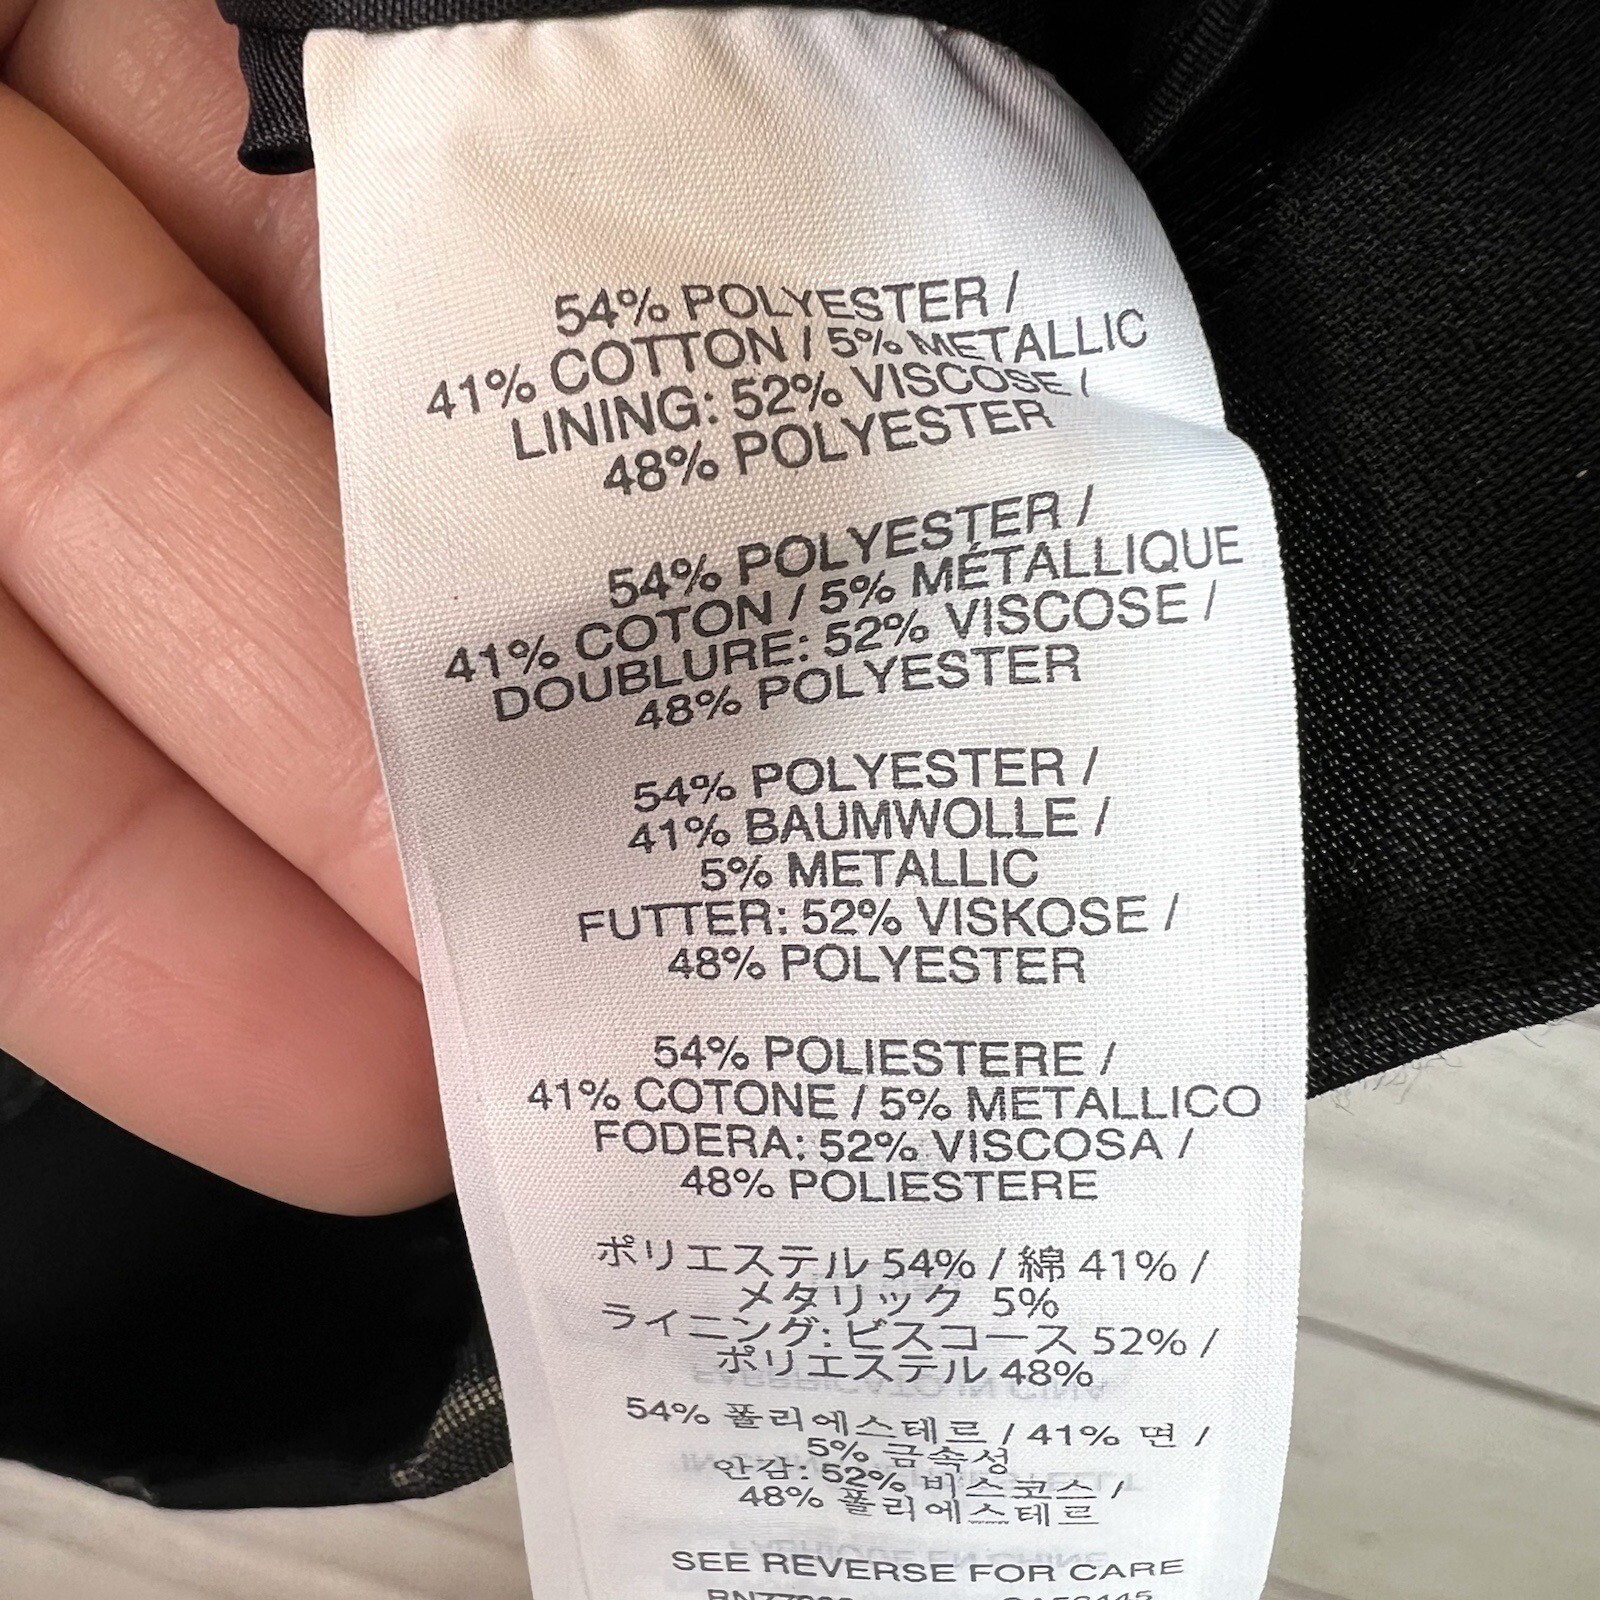 54% POLYESTER /
41% COTTON / 5% METALLIC
LINING: 52% VISCOSE /
48% POLYESTER
54% POLYESTER /
41% COTON / 5% MÉTALLIQUE
DOUBLURE: 52% VISCOSE /
48% POLYESTER
54% POLYESTER /
41% BAUMWOLLE /
5% METALLIC
FUTTER: 52% VISKOSE /
48% POLYESTER
54% POLIESTERE /
41% COTONE / 5% METALLICO
FODERA: 52% VISCOSA /
48% POLIESTERE
ポリエステル 54% / 綿 41% /
メタリック 5%
ライニング: ビスコース 52% /
ポリエステル 48%
54% 폴리에스테르 / 41% 면 /
5% 금속성
안감: 52% 비스코스 /
48% 폴리에스테르
SEE REVERSE FOR CARE